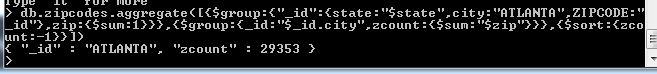 Type "it" for more
> db.zipcodes.aggregate([{$group:{"_id":{state:"$state",city:"ATLANTA",ZIPCODE:"
_id"},zip:{$sum:1}}},{$group:{_id:"$_id.city",zcount:{$sum:"$zip"}}},{$sort:{zco
unt:-1}}])
{ "_id" : "ATLANTA", "zcount" : 29353 }
>